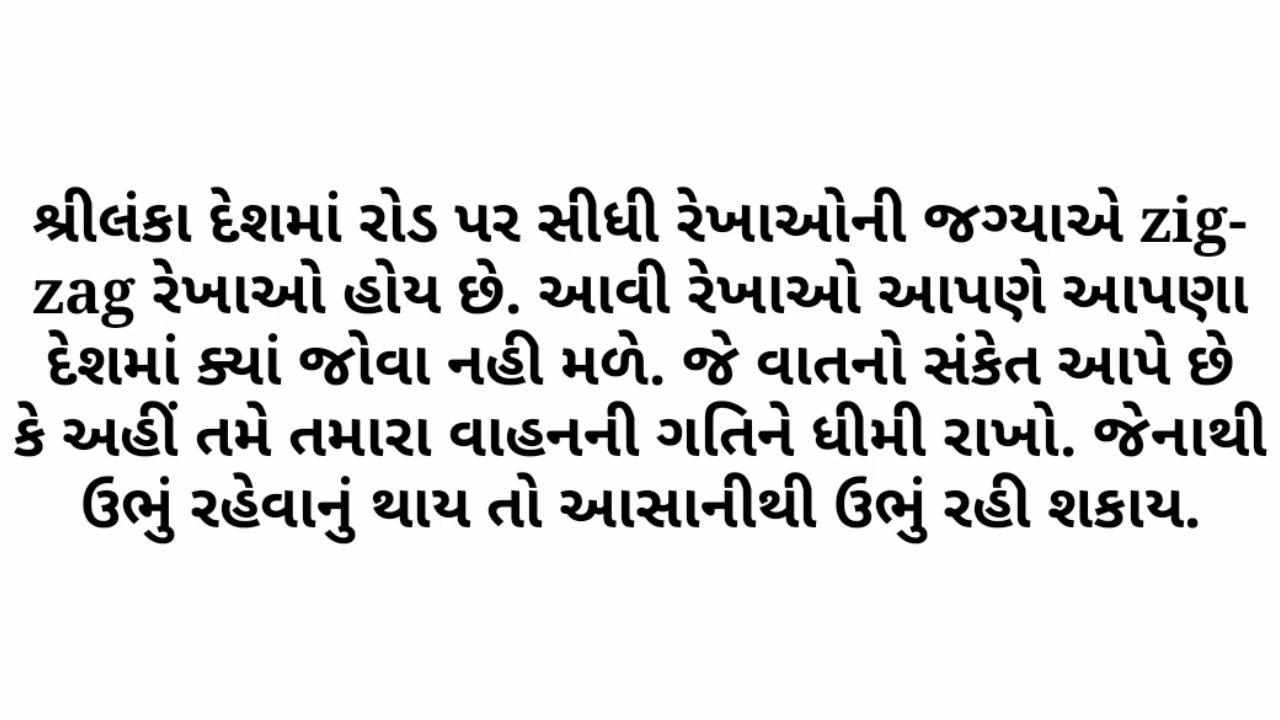 શ્રીલંકા દેશમાં રોડ પર સીધી રેખાઓની જગ્યાએ zig-
zag રેખાઓ હોય છે. આવી રેખાઓ આપણે આપણા
દેશમાં ક્યાં જોવા નહી મળે. જે વાતનો સંકેત આપે છે
કે અહીં તમે તમારા વાહનની ગતિને ધીમી રાખો. જેનાથી
ઉભું રહેવાનું થાય તો આસાનીથી ઉભું રહી શકાય.